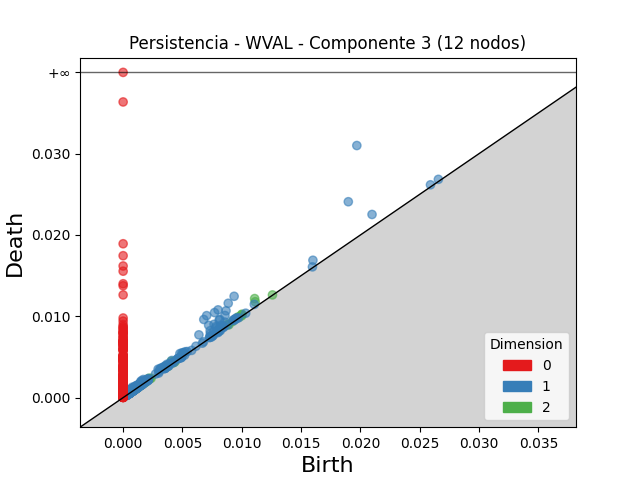 Persistencia - WVAL - Componente 3 (12 nodos)
+∞
0.030
0.020
0.010
0.000
Death
0.000 0.005 0.010 0.015 0.020 0.025 0.030 0.035
Birth
Dimension
0
1
2